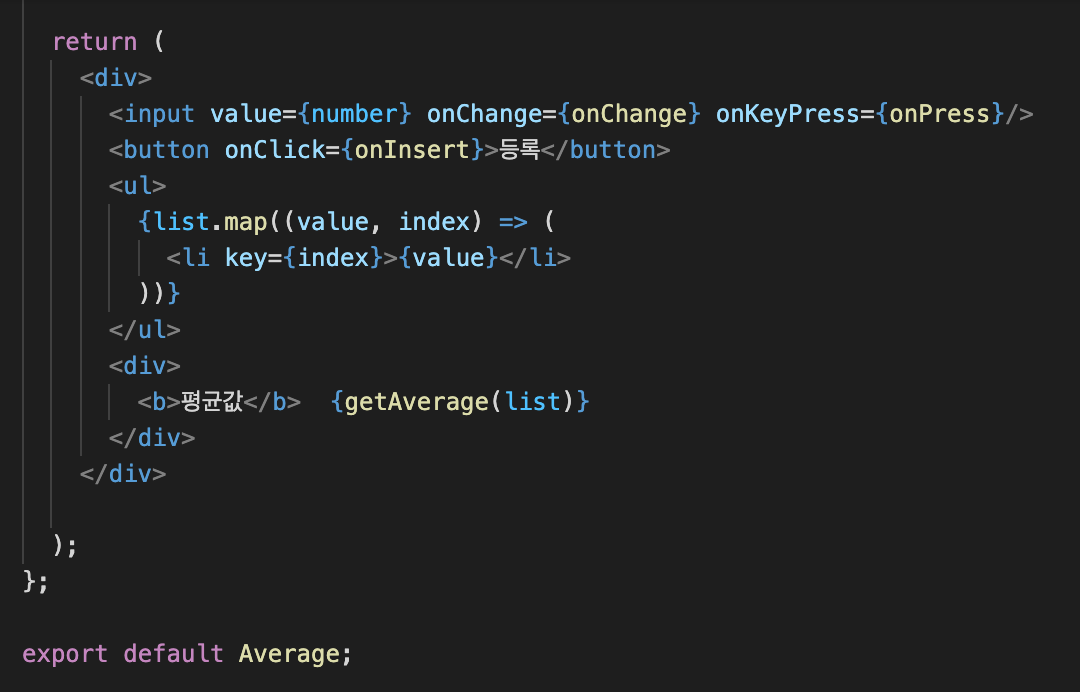 return (
<div>
<input value={number} onChange={onChange} onKeyPress={onPress}/>
<button onClick={onInsert}>등록</button>
<ul>
{list.map((value, index) => (
<li key={index}>{value}</li>
))}
</ul>
<div>
<b>평균값</b>  {getAverage(list)}
</div>
</div>
);
};
export default Average;